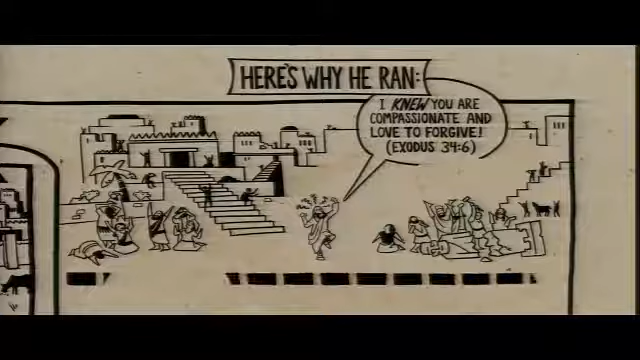 HERE'S WHY HE RAN:
I KNEW YOU ARE
COMPASSIONATE AND
LOVE TO FORGIVE!
(EXODUS 34:6)